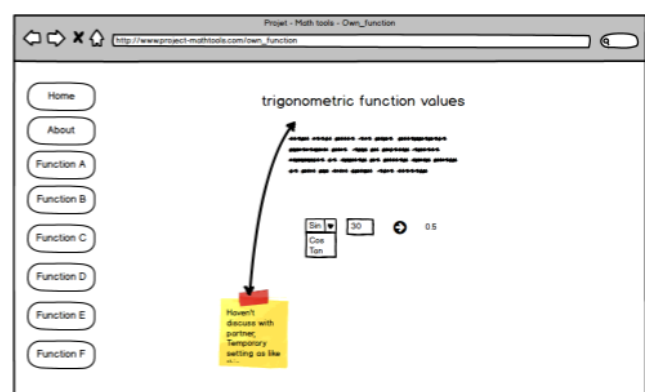 Projet - Math tools - Own_function
http://www.project-mathtools.com/own_function
Home
About
Function A
Function B
Function C
Function D
Function E
Function F
trigonometric function values
Sin 30 0.5
Cos
Tan
Haven't
discuss with
partner,
Temporary
setting as like